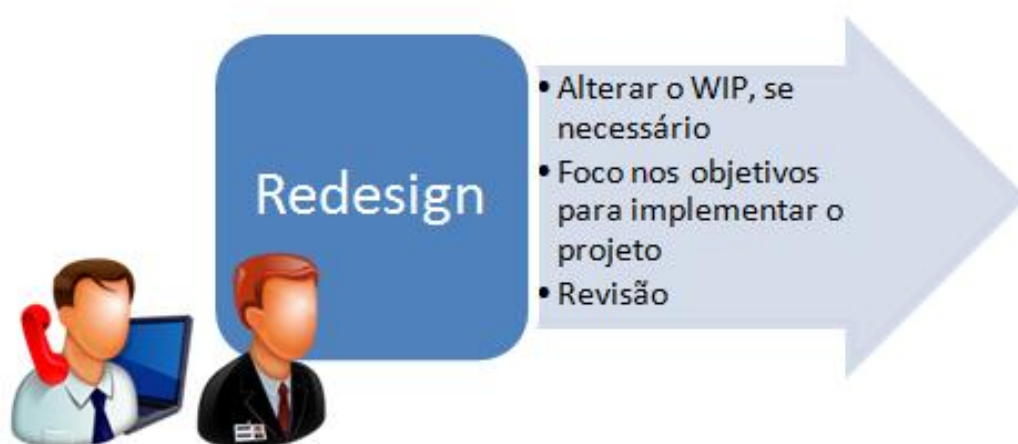 Redesign
• Alterar o WIP, se
necessário
• Foco nos objetivos
para implementar o
projeto
• Revisão